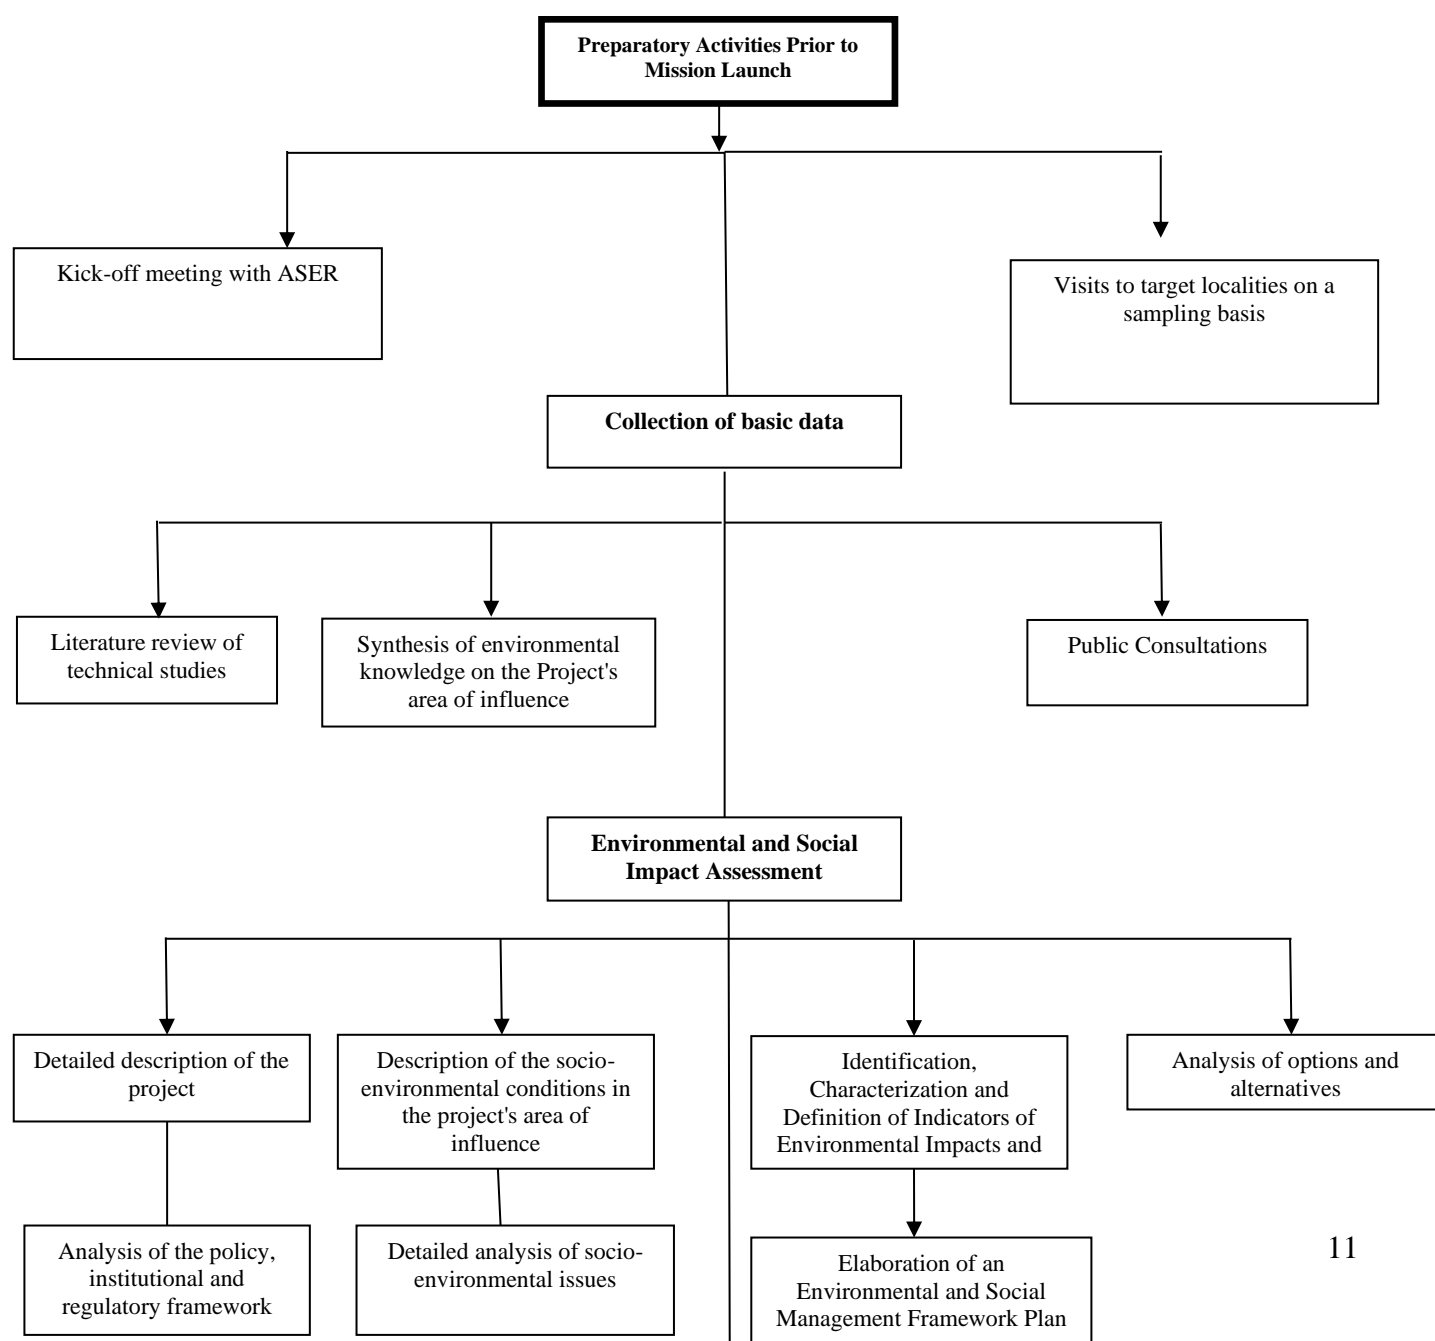 Preparatory Activities Prior to
Mission Launch
Kick-off meeting with ASER
Visits to target localities on a
sampling basis
Collection of basic data
Literature review of
technical studies
Synthesis of environmental
knowledge on the Project's
area of influence
Public Consultations
Environmental and Social
Impact Assessment
Detailed description of the
project
Description of the socio-
environmental conditions in
the project's area of
influence
Identification,
Characterization and
Definition of Indicators of
Environmental Impacts and
Analysis of options and
alternatives
Analysis of the policy,
institutional and
regulatory framework
Detailed analysis of socio-
environmental issues
Elaboration of an
Environmental and Social
Management Framework Plan
11